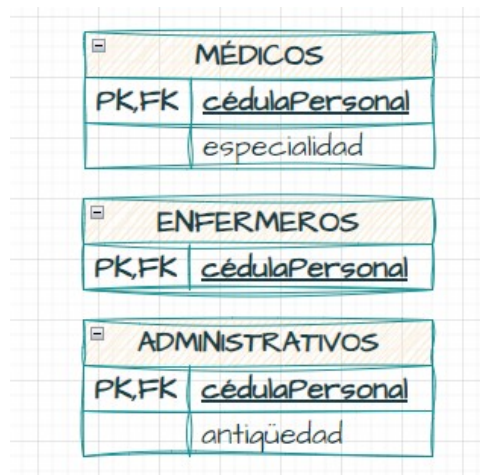 MÉDICOS
PK,FK cédulaPersonal
especialidad
ENFERMEROS
PK,FK cédulaPersonal
ADMINISTRATIVOS
PK,FK cédulaPersonal
antigüedad